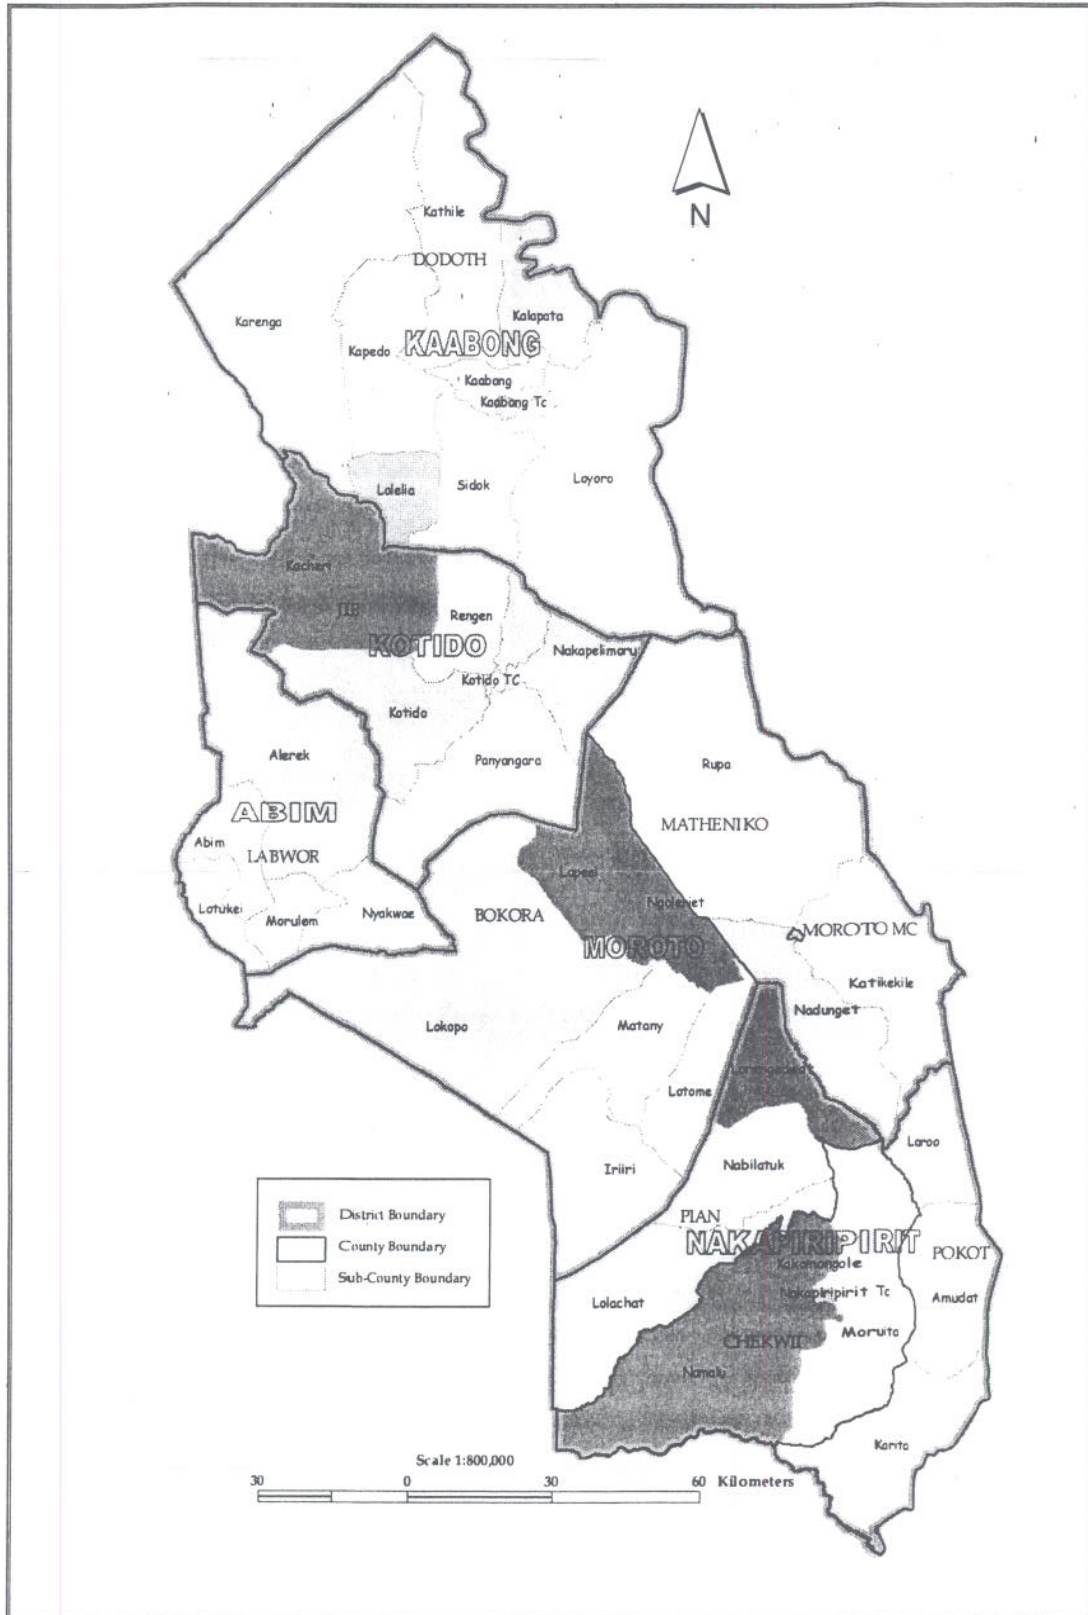 N
Kathile
DODOTH
Karenga
Kalapata
KAABONG
Kapedo
Kaabong
Kaabong Tc
Lolelia
Sidok
Loyoro
Kacheri
JIE
Rengen
KOTIDO
Nakapelimaru
Kotido TC
Kotido
Panyangara
Alerek
Rupa
ABIM
MATHENIKO
Abim
LABWOR
Lopeei
Lotukei
Morulem
Nyakwae
BOKORA
Ngoleriet
MOROTO
MOROTO MC
Katikekile
Nadunget
Lokopo
Matany
Lotome
Iriiri
Nabilatuk
Loroo
PIAN
NAKAPIRIPIRIT
POKOT
Kakomongole
Nakapiripirit Tc
Amudat
Lolachat
CHEKWII
Moruita
Namalu
Karita
District Boundary
County Boundary
Sub-County Boundary
Scale 1:800,000
30 0 30 60 Kilometers